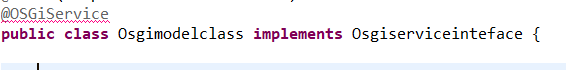 @OSGiService
public class Osgimodelclass implements Osgiserviceinteface {